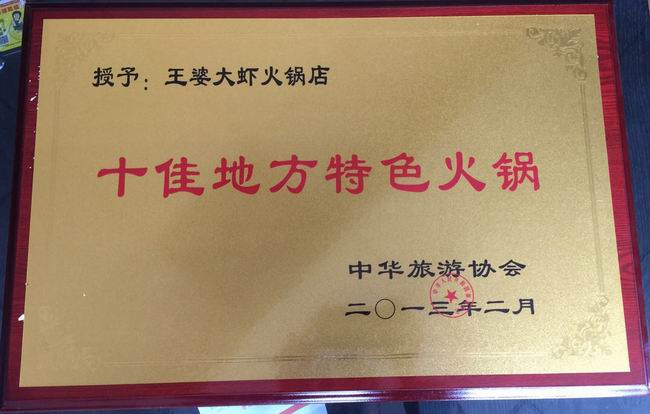 授予：王婆大虾火锅店
十佳地方特色火锅
中华旅游协会
二〇一三年二月